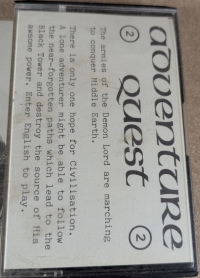 adventure
quest
2
2
The armies of the Demon Lord are marching
to conquer Middle Earth.
There is only one hope for Civilisation.
A lone adventurer might be able to follow
the near-forgotten paths which lead to the
Black Tower and destroy the source of His
awsome power. Enter English to play.